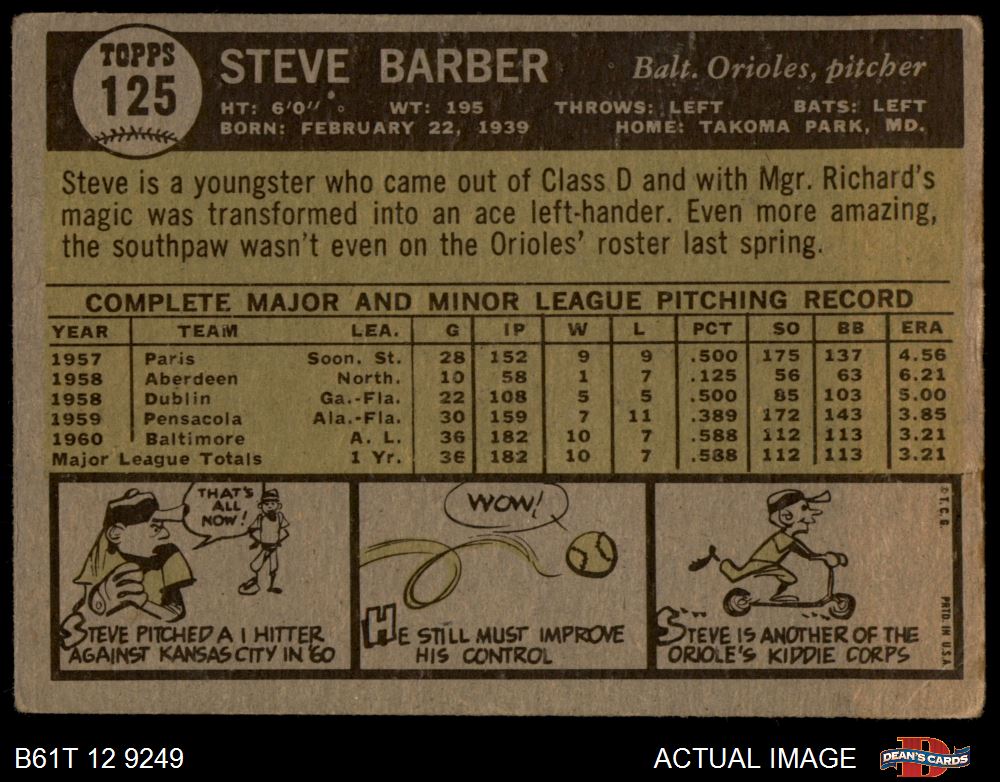 TOPPS
125
STEVE BARBER
Balt. Orioles, pitcher
HT: 6'0" WT: 195 THROWS: LEFT BATS: LEFT
BORN: FEBRUARY 22, 1939 HOME: TAKOMA PARK, MD.
Steve is a youngster who came out of Class D and with Mgr. Richard's
magic was transformed into an ace left-hander. Even more amazing,
the southpaw wasn't even on the Orioles' roster last spring.
COMPLETE MAJOR AND MINOR LEAGUE PITCHING RECORD
YEAR TEAM LEA. G IP W L PCT SO BB ERA
1957 Paris Soon. St. 28 152 9 9 .500 175 137 4.56
1958 Aberdeen North. 10 58 1 7 .125 56 63 6.21
1958 Dublin Ga.-Fla. 22 108 5 5 .500 85 103 5.00
1959 Pensacola Ala.-Fla. 30 159 7 11 .389 172 143 3.85
1960 Baltimore A. L. 36 182 10 7 .588 112 113 3.21
Major League Totals 1 Yr. 36 182 10 7 .588 112 113 3.21
THAT'S
ALL
NOW!
STEVE PITCHED A 1 HITTER
AGAINST KANSAS CITY IN '60
WOW!
HE STILL MUST IMPROVE
HIS CONTROL
STEVE IS ANOTHER OF THE
ORIOLE'S KIDDIE CORPS
© T.C.G.
PRTD. IN U.S.A.
B61T 12 9249
ACTUAL IMAGE
DEAN'S CARDS